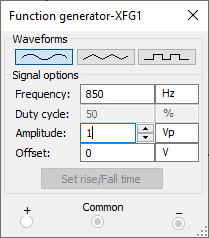 Function generator-XFG1
Waveforms
Signal options
Frequency: 850 Hz
Duty cycle: 50 %
Amplitude: 1 Vp
Offset: 0 V
Set rise/Fall time
+ Common –